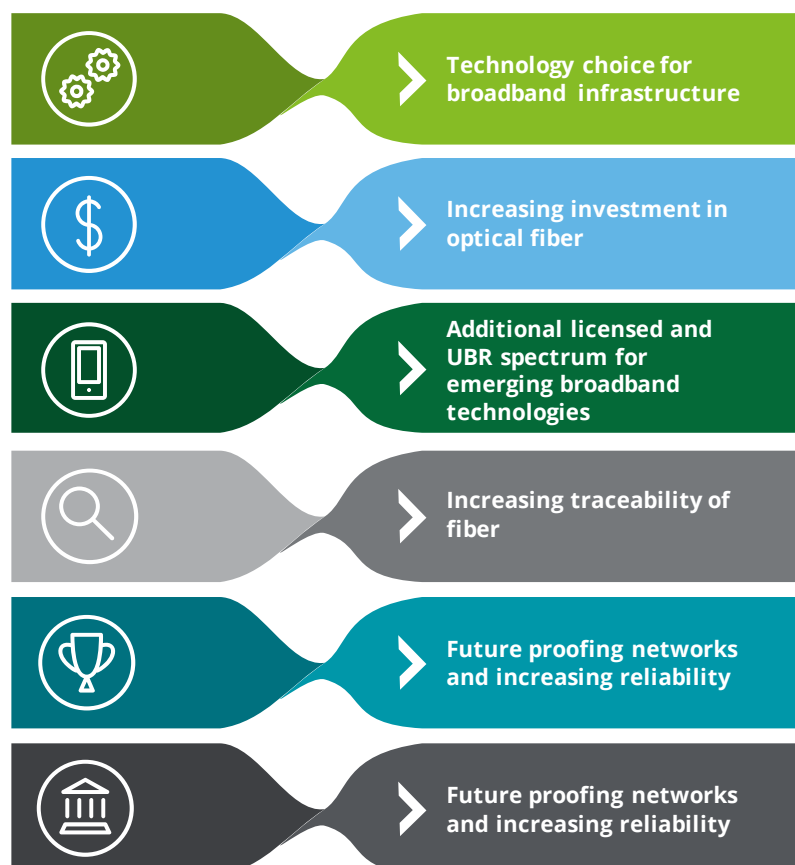 Technology choice for
broadband infrastructure
Increasing investment in
optical fiber
Additional licensed and
UBR spectrum for
emerging broadband
technologies
Increasing traceability of
fiber
Future proofing networks
and increasing reliability
Future proofing networks
and increasing reliability